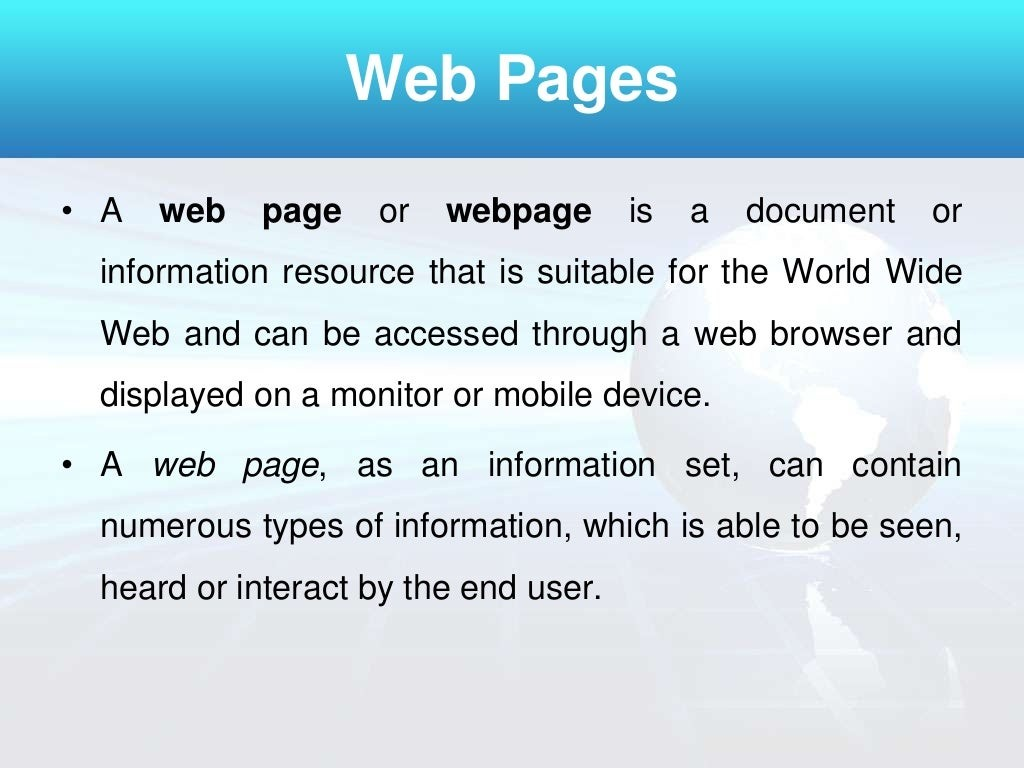 Web Pages
• A web page or webpage is a document or
information resource that is suitable for the World Wide
Web and can be accessed through a web browser and
displayed on a monitor or mobile device.
• A web page, as an information set, can contain
numerous types of information, which is able to be seen,
heard or interact by the end user.